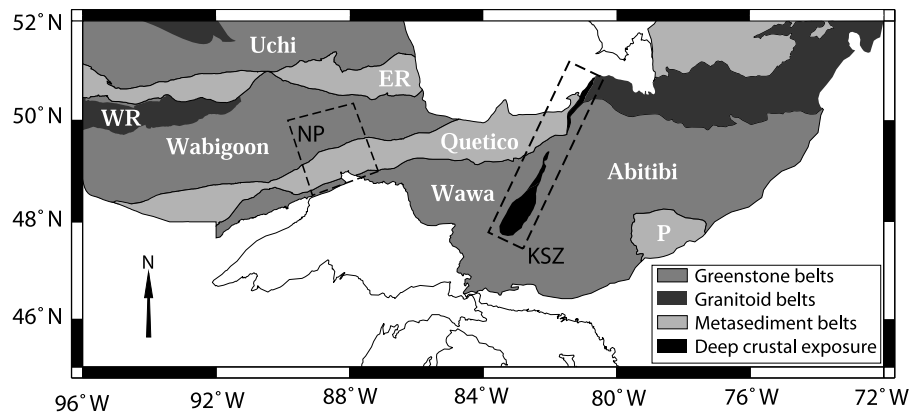 52° N
50° N
48° N
46° N
Uchi
ER
WR
NP
Wabigoon
Quetico
Wawa
Abitibi
P
KSZ
N
Greenstone belts
Granitoid belts
Metasediment belts
Deep crustal exposure
96° W
92° W
88° W
84° W
80° W
76° W
72° W